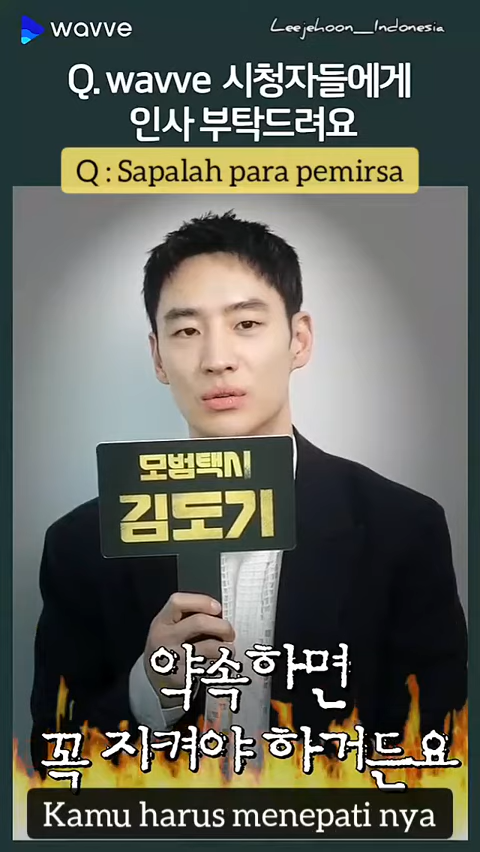 wavve
Leejehoon__Indonesia
Q. wavve 시청자들에게
인사 부탁드려요
Q : Sapalah para pemirsa
모범택시
김도기
약속하면
꼭 지켜야 하거든요
Kamu harus menepati nya